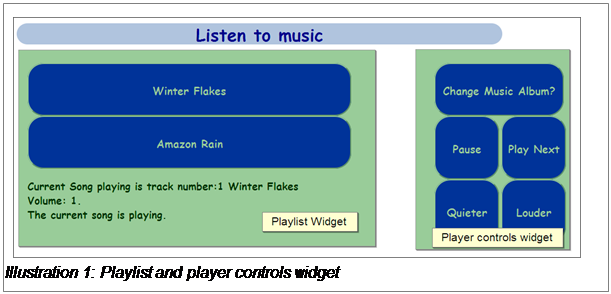 Listen to music
Winter Flakes
Amazon Rain
Current Song playing is track number:1 Winter Flakes
Volume: 1.
The current song is playing.
Playlist Widget
Change Music Album?
Pause
Play Next
Quieter
Louder
Player controls widget
Illustration 1: Playlist and player controls widget